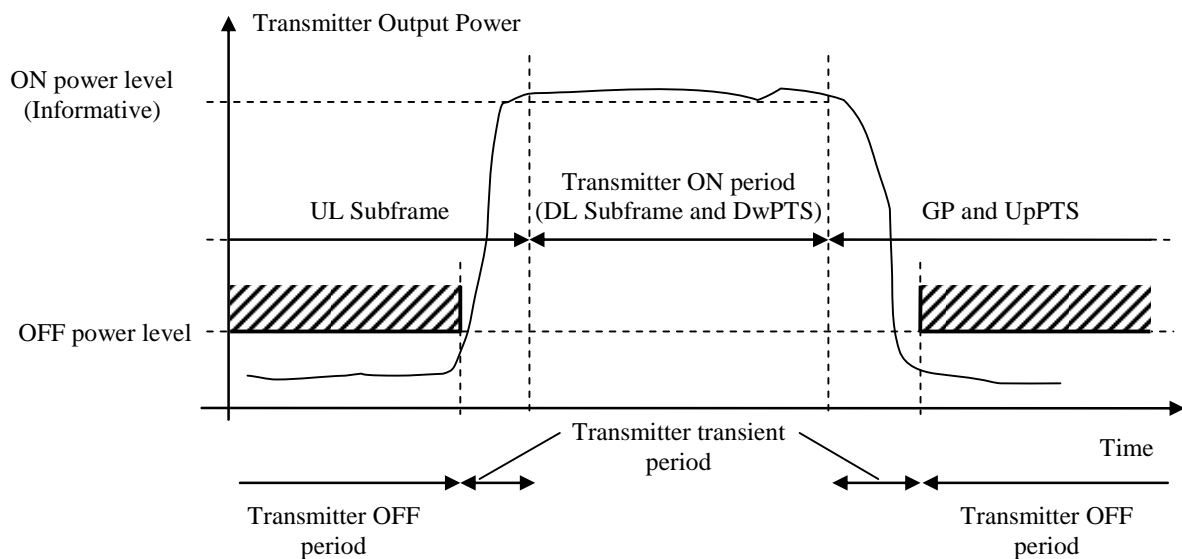 Transmitter Output Power
ON power level
(Informative)
Transmitter ON period
(DL Subframe and DwPTS)
UL Subframe
GP and UpPTS
OFF power level
Transmitter transient
period
Time
Transmitter OFF
period
Transmitter OFF
period